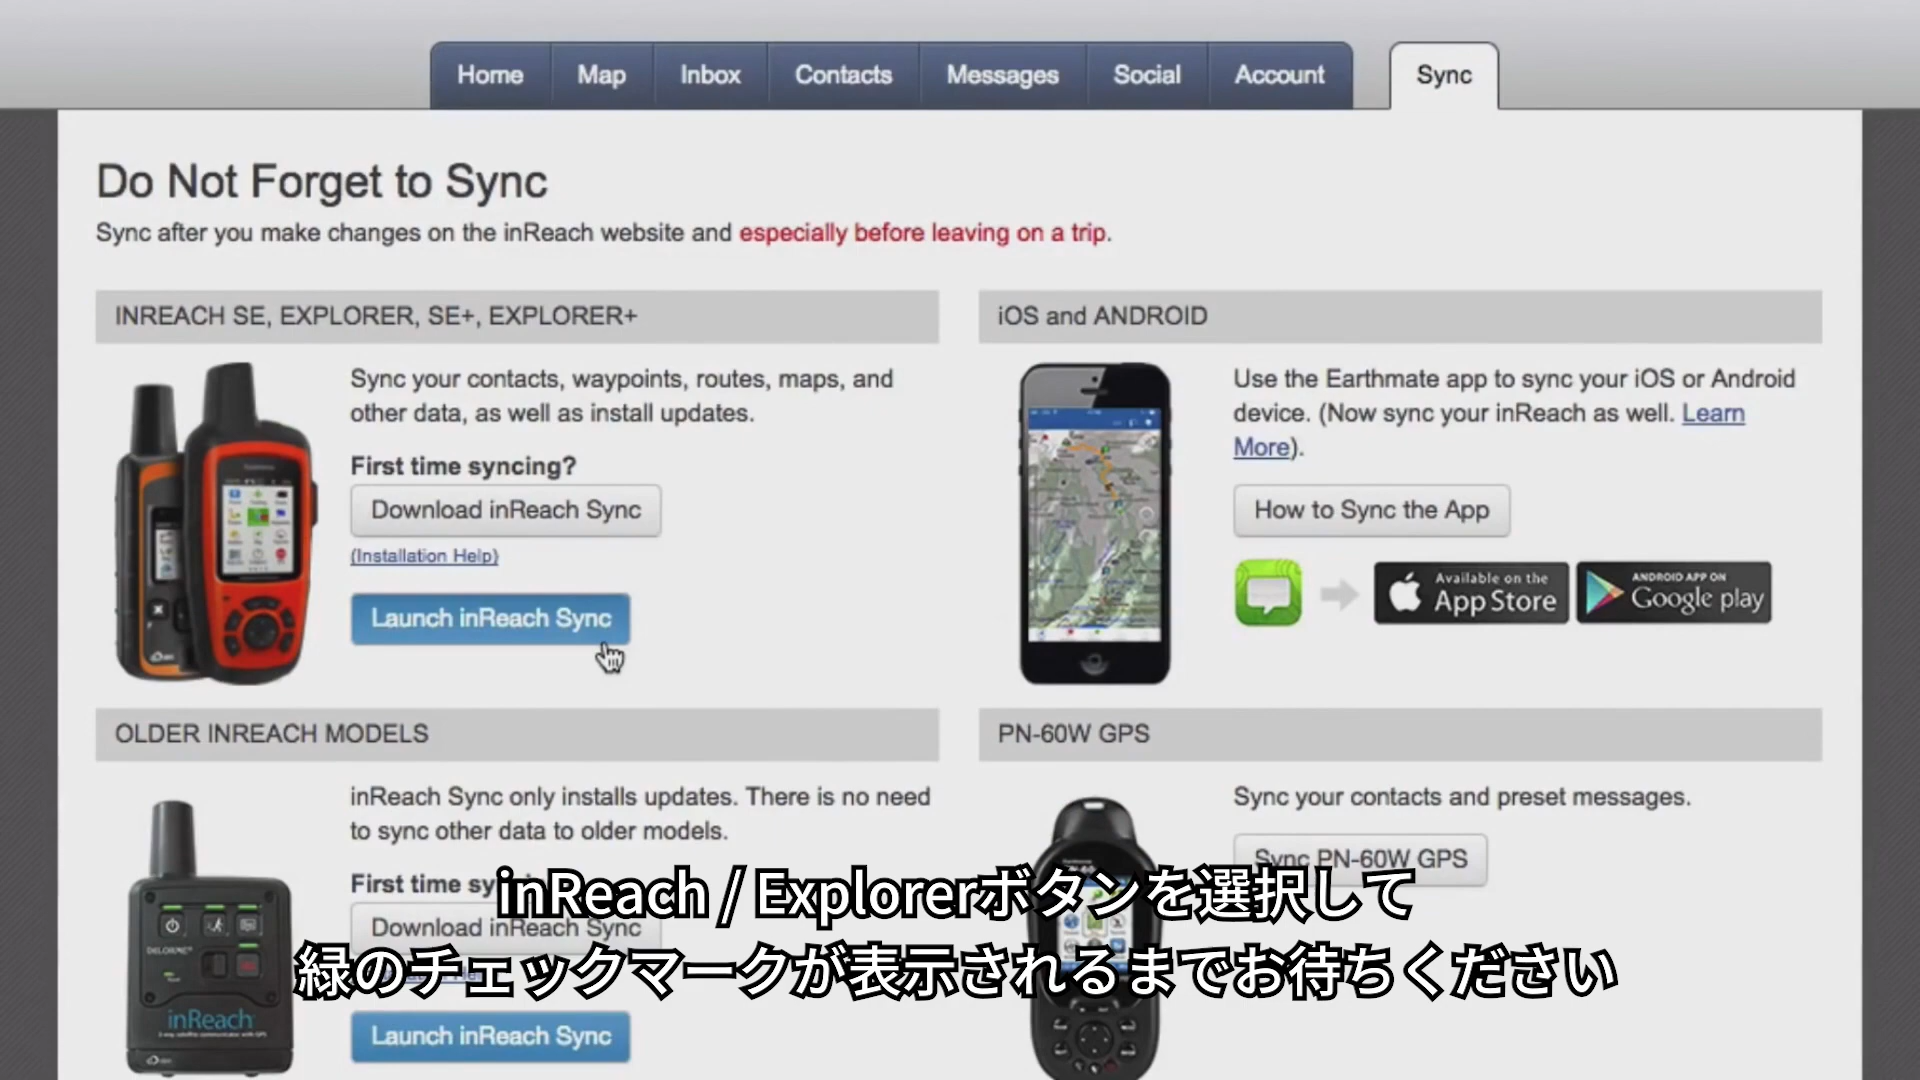 Home Map Inbox Contacts Messages Social Account Sync
Do Not Forget to Sync
Sync after you make changes on the inReach website and especially before leaving on a trip.
INREACH SE, EXPLORER, SE+, EXPLORER+
Sync your contacts, waypoints, routes, maps, and
other data, as well as install updates.
First time syncing?
Download inReach Sync
(Installation Help)
Launch inReach Sync
iOS and ANDROID
Use the Earthmate app to sync your iOS or Android
device. (Now sync your inReach as well. Learn
More).
How to Sync the App
Available on the
App Store
ANDROID APP ON
Google play
OLDER INREACH MODELS
inReach Sync only installs updates. There is no need
to sync other data to older models.
First time sy
Download inReach Sync
Launch inReach Sync
inReach
PN-60W GPS
Sync your contacts and preset messages.
Sync PN-60W GPS
inReach / Explorerボタンを選択して
緑のチェックマークが表示されるまでお待ちください